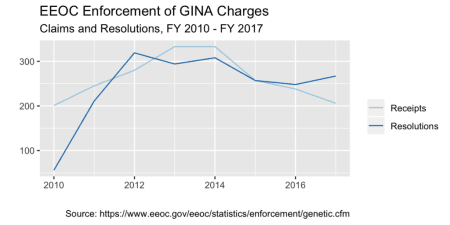 EEOC Enforcement of GINA Charges
Claims and Resolutions, FY 2010 - FY 2017
300
200
100
2010 2012 2014 2016
Receipts
Resolutions
Source: https://www.eeoc.gov/eeoc/statistics/enforcement/genetic.cfm